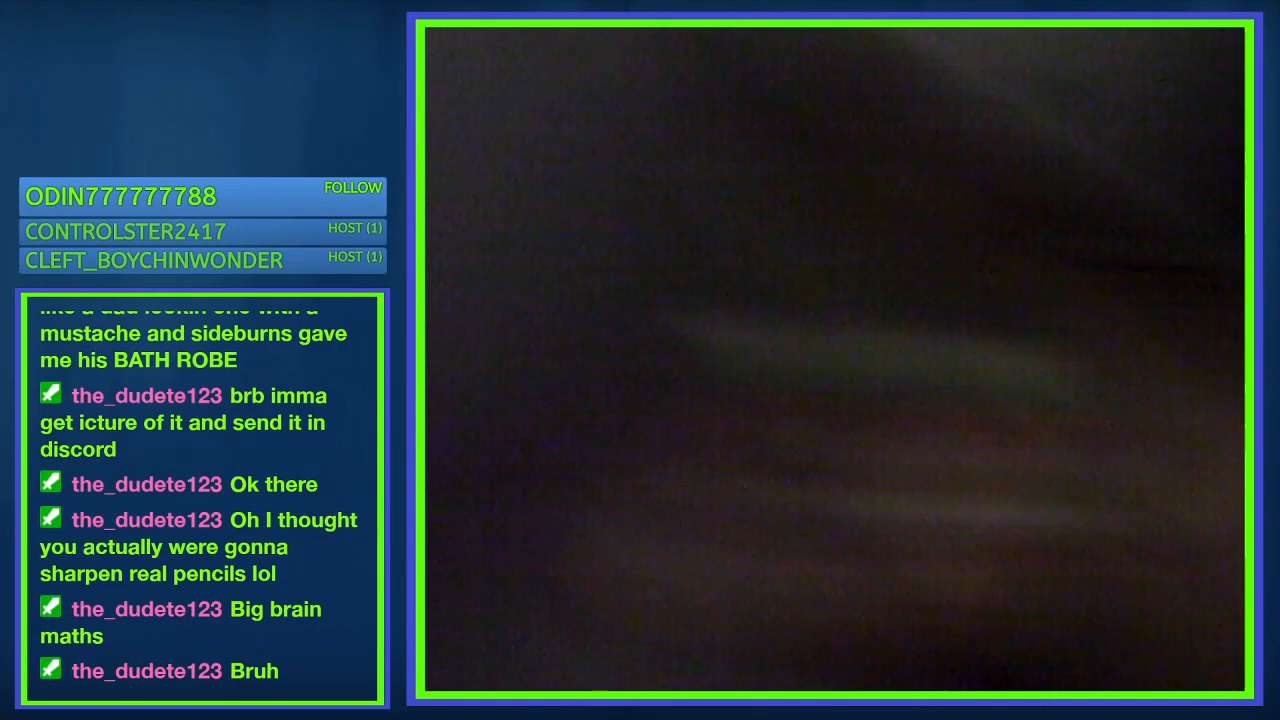 ODIN777777788 FOLLOW
CONTROLSTER2417 HOST (1)
CLEFT_BOYCHINWONDER HOST (1)
mustache and sideburns gave
me his BATH ROBE
the_dudete123 brb imma
get icture of it and send it in
discord
the_dudete123 Ok there
the_dudete123 Oh I thought
you actually were gonna
sharpen real pencils lol
the_dudete123 Big brain
maths
the_dudete123 Bruh